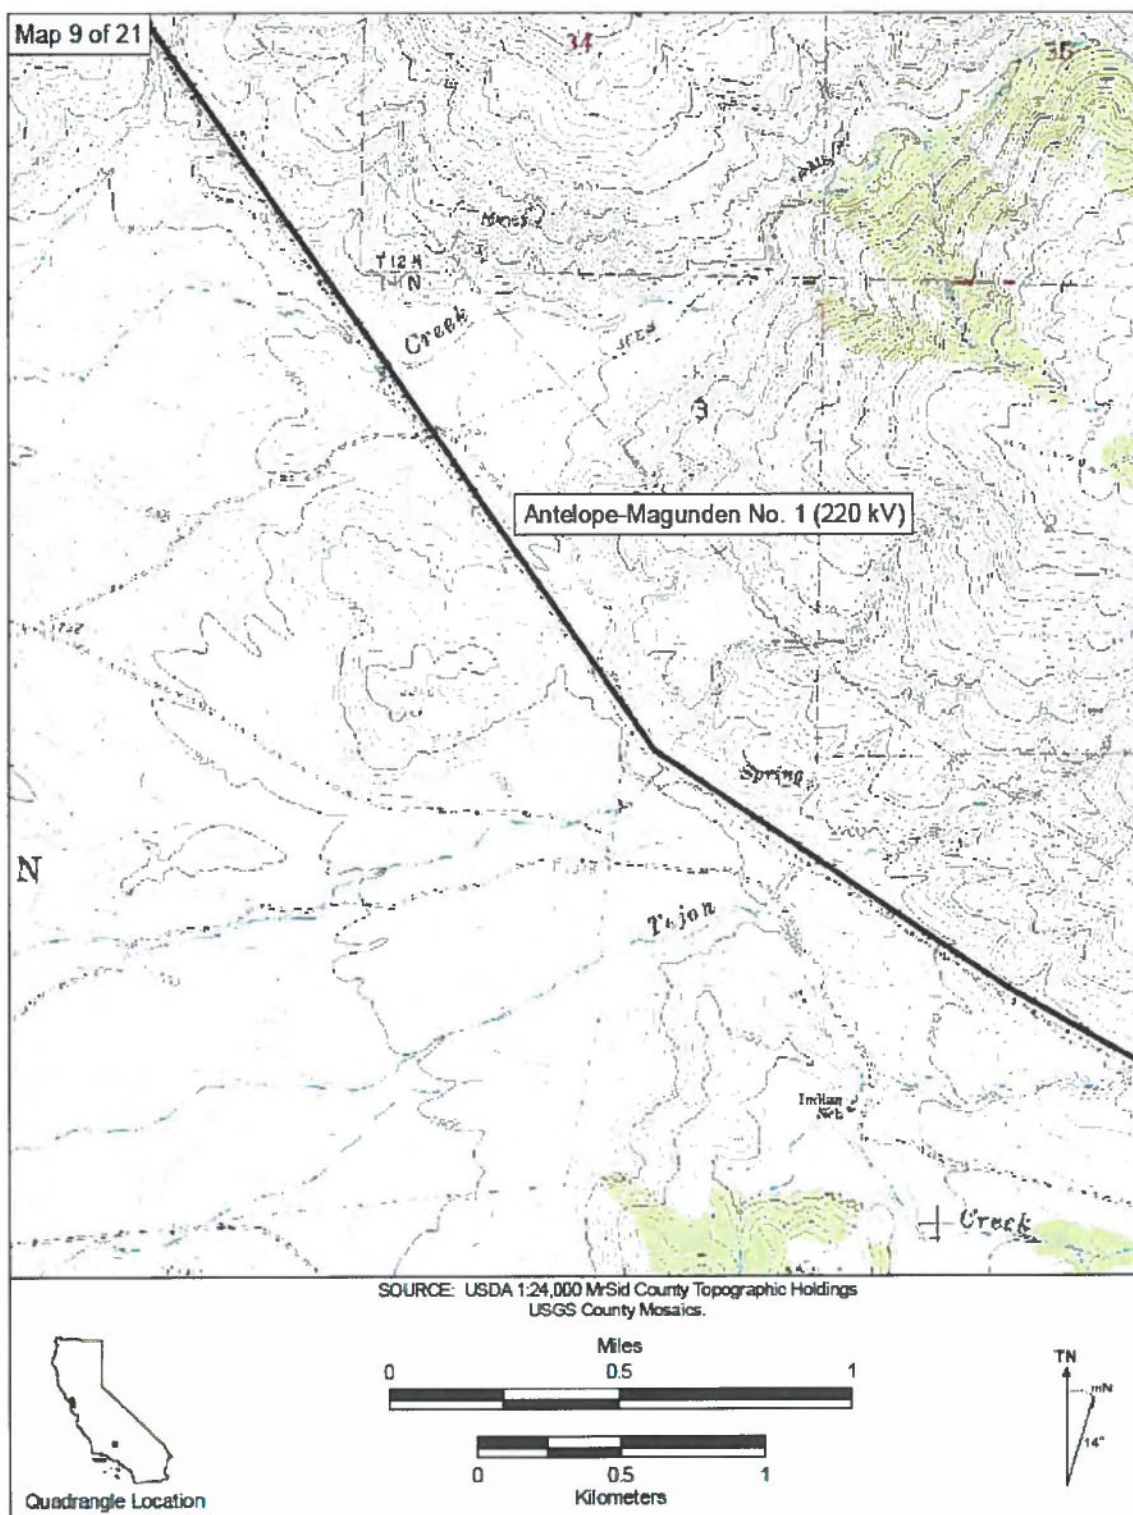 Map 9 of 21
34
35
T 12 N
N
Creek
3
Antelope-Magunden No. 1 (220 kV)
Spring
N
Tejon
Indian
Creek
SOURCE: USDA 1:24,000 MrSid County Topographic Holdings
USGS County Mosaics.
Miles
0 0.5 1
0 0.5 1
Kilometers
Quadrangle Location
TN
mN
14°